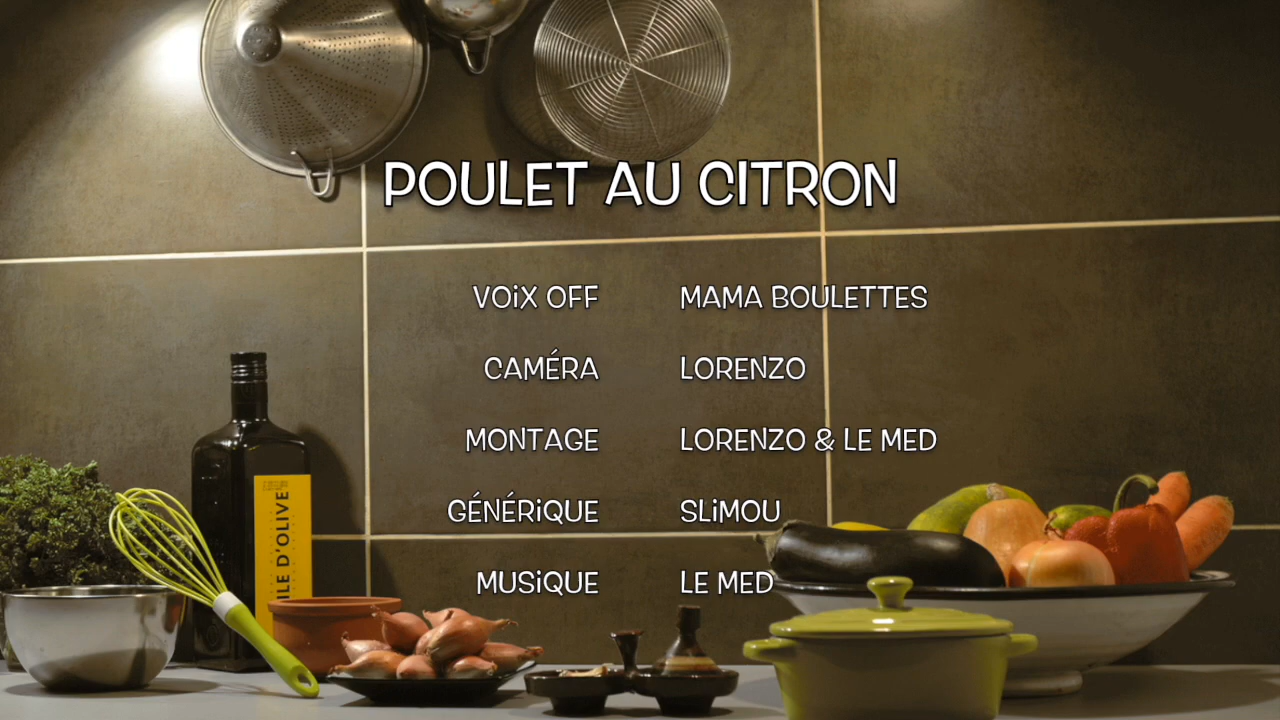 POULET AU CITRON
VOiX OFF MAMA BOULETTES
CAMÉRA LORENZO
MONTAGE LORENZO & LE MED
GÉNÉRiQUE SLiMOU
MUSiQUE LE MED
ILE D'OLIVE